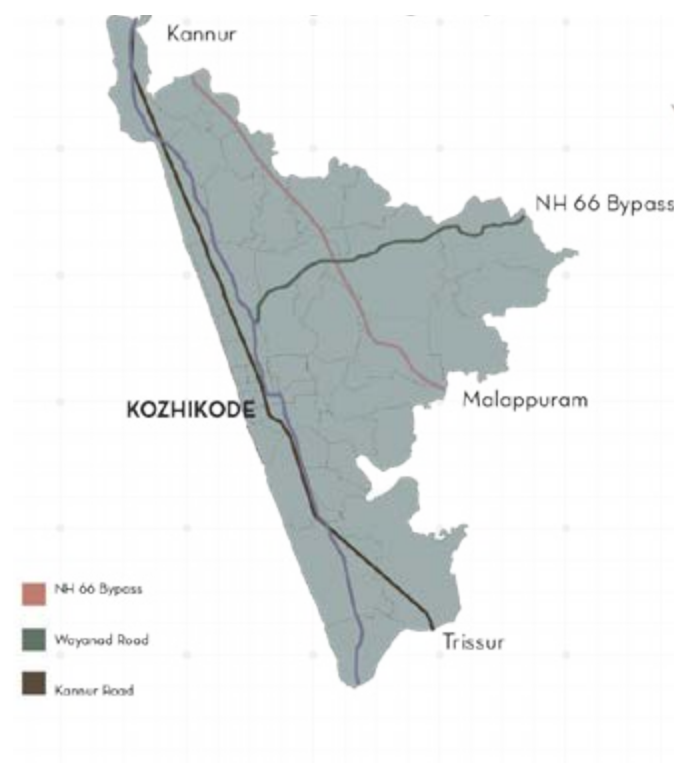 Kannur
NH 66 Bypass
Malappuram
KOZHIKODE
NH 66 Bypass
Wayanad Road
Trissur
Kannur Road